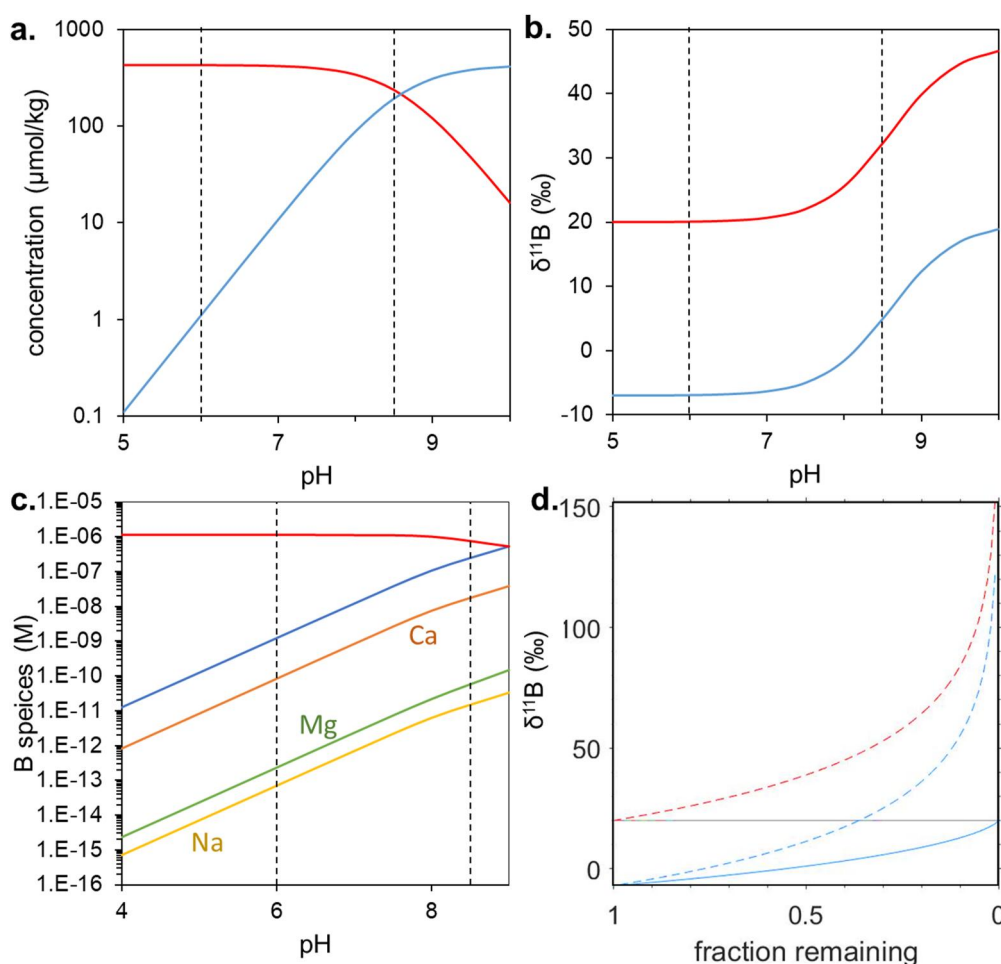 a.
1000
100
10
1
0.1
concentration (μmol/kg)
5 7 9
pH
b.
50
40
30
20
10
0
-10
δ¹¹B (‰)
5 7 9
pH
c.
1.E-05
1.E-06
1.E-07
1.E-08
1.E-09
1.E-10
1.E-11
1.E-12
1.E-13
1.E-14
1.E-15
1.E-16
B speices (M)
Ca
Mg
Na
4 6 8
pH
d.
150
100
50
0
δ¹¹B (‰)
1 0.5 0
fraction remaining